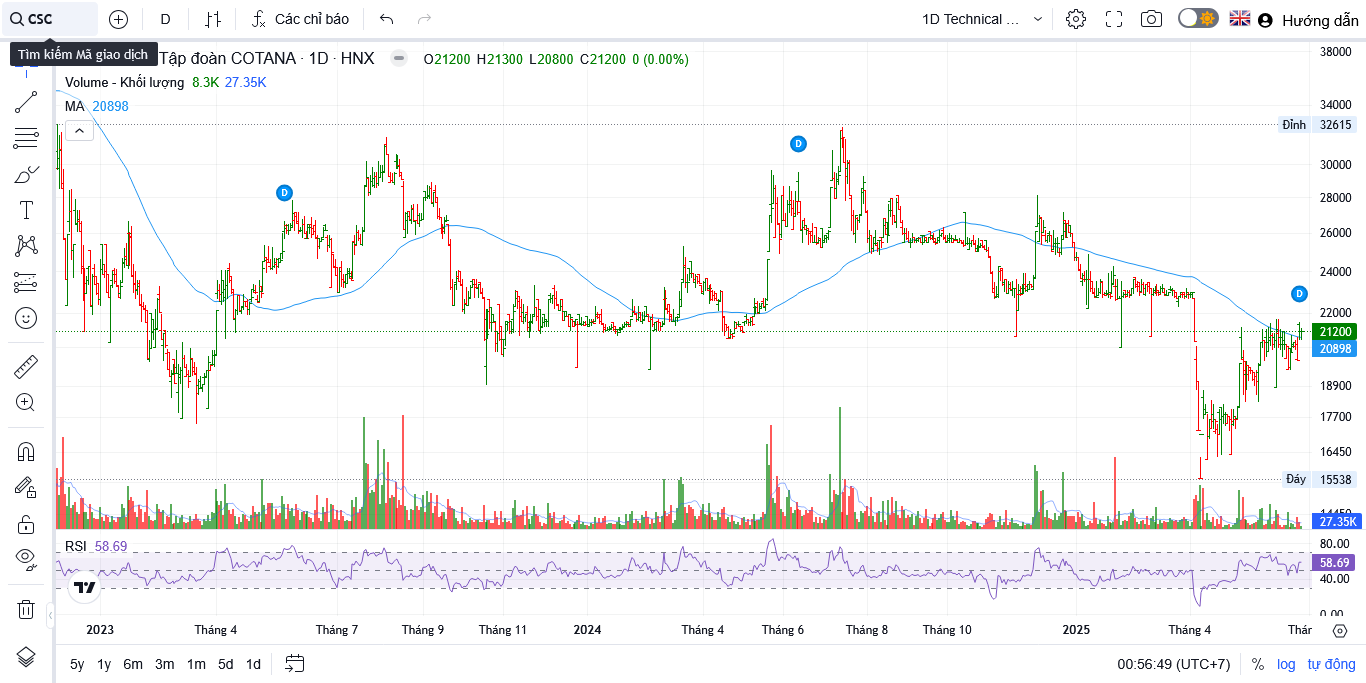 CSC
D
Các chỉ báo
1D Technical ...
Hướng dẫn
Tìm kiếm Mã giao dịch
Tập đoàn COTANA · 1D · HNX
O21200 H21300 L20800 C21200 0 (0.00%)
Volume - Khối lượng 8.3K 27.35K
MA 20898
38000
34000
Đỉnh 32615
30000
28000
26000
24000
22000
21200
20898
18900
17700
16450
Đáy 15538
14450
27.35K
D
D
D
RSI 58.69
80.00
58.69
40.00
0.00
2023 Tháng 4 Tháng 7 Tháng 9 Tháng 11 2024 Tháng 4 Tháng 6 Tháng 8 Tháng 10 2025 Tháng 4 Thár
5y 1y 6m 3m 1m 5d 1d
00:56:49 (UTC+7) % log tự động